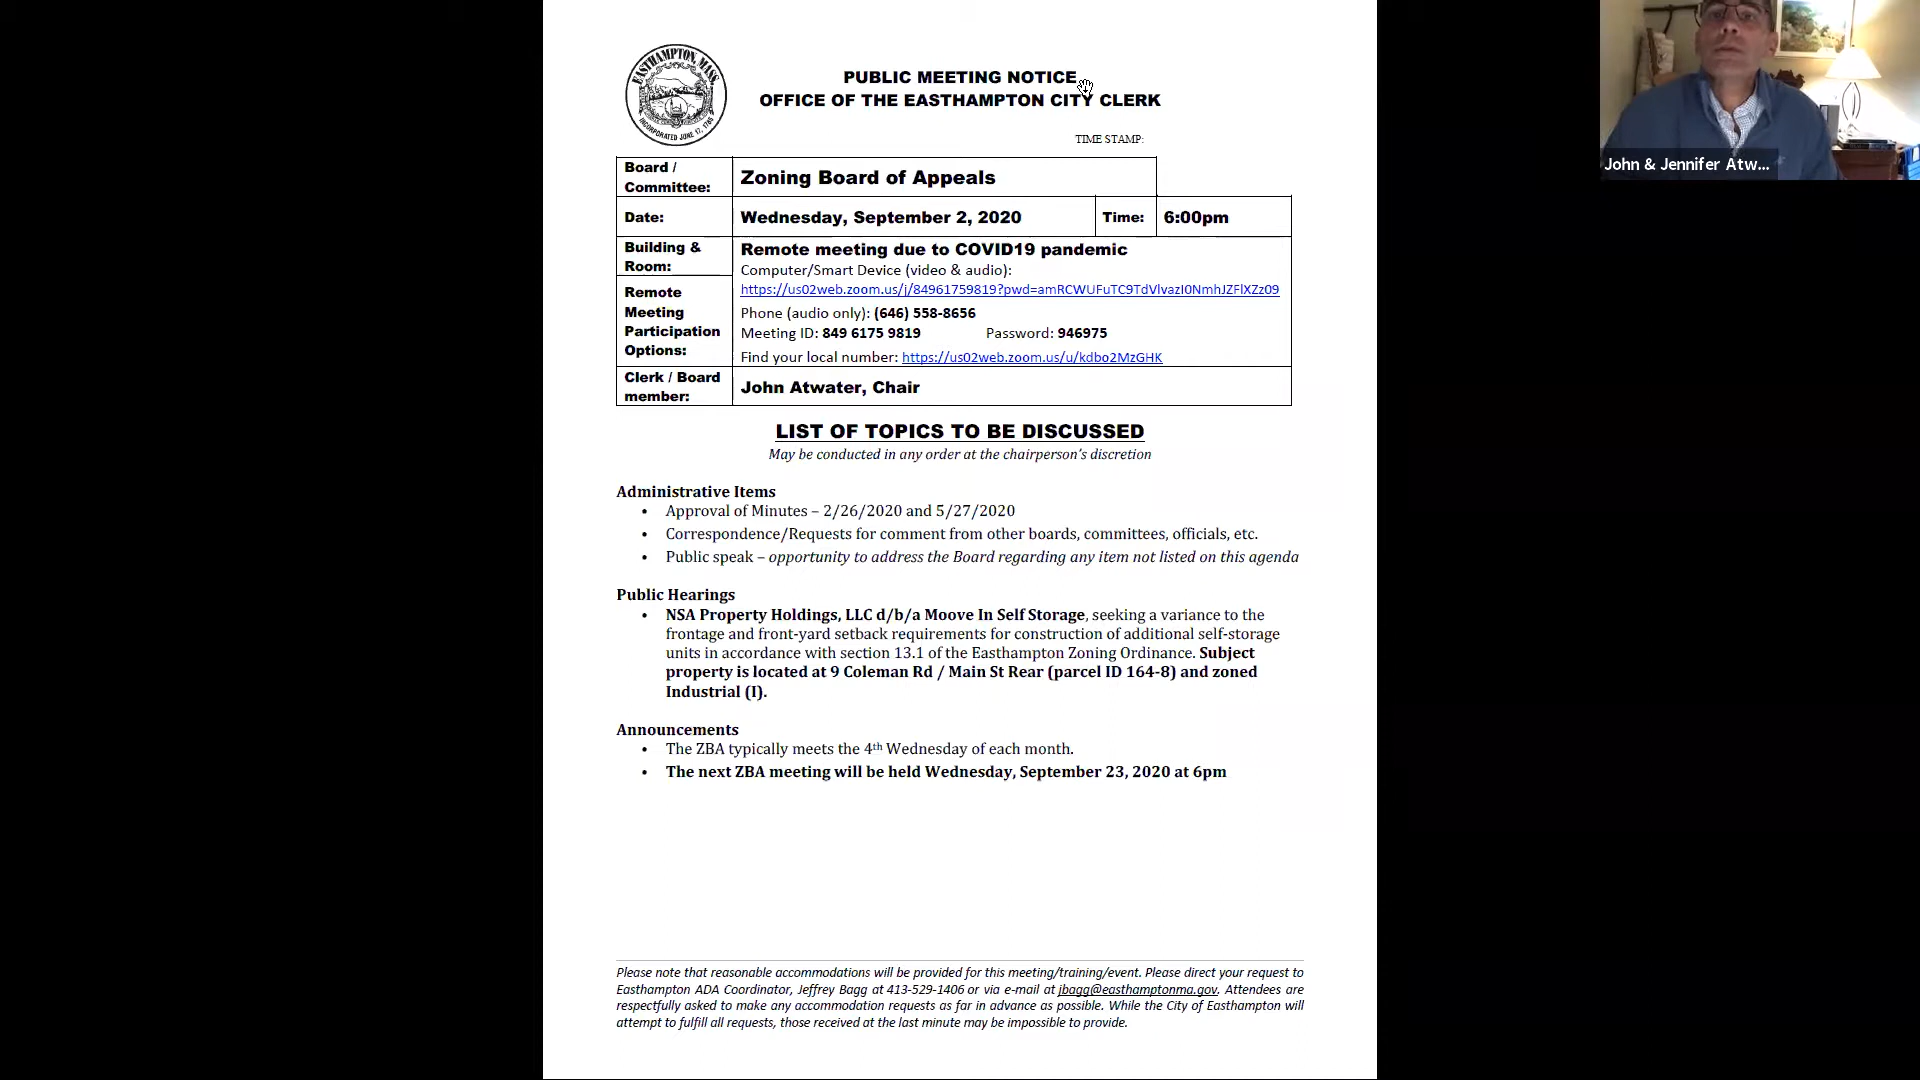 EASTHAMPTON, MASS.
INCORPORATED JUNE 17, 1785
PUBLIC MEETING NOTICE
OFFICE OF THE EASTHAMPTON CITY CLERK
TIME STAMP:
Board /
Committee:
Zoning Board of Appeals
Date:
Wednesday, September 2, 2020
Time:
6:00pm
Building &
Room:
Remote meeting due to COVID19 pandemic
Computer/Smart Device (video & audio):
https://us02web.zoom.us/j/84961759819?pwd=amRCWUFuTC9TdVlvazI0NmhJZFlXZz09
Remote
Meeting
Participation
Options:
Phone (audio only): (646) 558-8656
Meeting ID: 849 6175 9819 Password: 946975
Find your local number: https://us02web.zoom.us/u/kdbo2MzGHK
Clerk / Board
member:
John Atwater, Chair
LIST OF TOPICS TO BE DISCUSSED
May be conducted in any order at the chairperson's discretion
Administrative Items
• Approval of Minutes – 2/26/2020 and 5/27/2020
• Correspondence/Requests for comment from other boards, committees, officials, etc.
• Public speak – opportunity to address the Board regarding any item not listed on this agenda
Public Hearings
• NSA Property Holdings, LLC d/b/a Moove In Self Storage, seeking a variance to the
frontage and front-yard setback requirements for construction of additional self-storage
units in accordance with section 13.1 of the Easthampton Zoning Ordinance. Subject
property is located at 9 Coleman Rd / Main St Rear (parcel ID 164-8) and zoned
Industrial (I).
Announcements
• The ZBA typically meets the 4th Wednesday of each month.
• The next ZBA meeting will be held Wednesday, September 23, 2020 at 6pm
Please note that reasonable accommodations will be provided for this meeting/training/event. Please direct your request to
Easthampton ADA Coordinator, Jeffrey Bagg at 413-529-1406 or via e-mail at jbagg@easthamptonma.gov. Attendees are
respectfully asked to make any accommodation requests as far in advance as possible. While the City of Easthampton will
attempt to fulfill all requests, those received at the last minute may be impossible to provide.
John & Jennifer Atw...